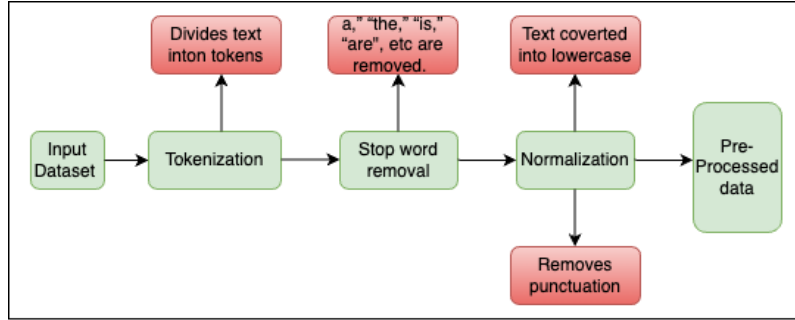 Divides text
inton tokens
a,” “the,” “is,”
“are”, etc are
removed.
Text coverted
into lowercase
Input
Dataset
Tokenization
Stop word
removal
Normalization
Pre-
Processed
data
Removes
punctuation